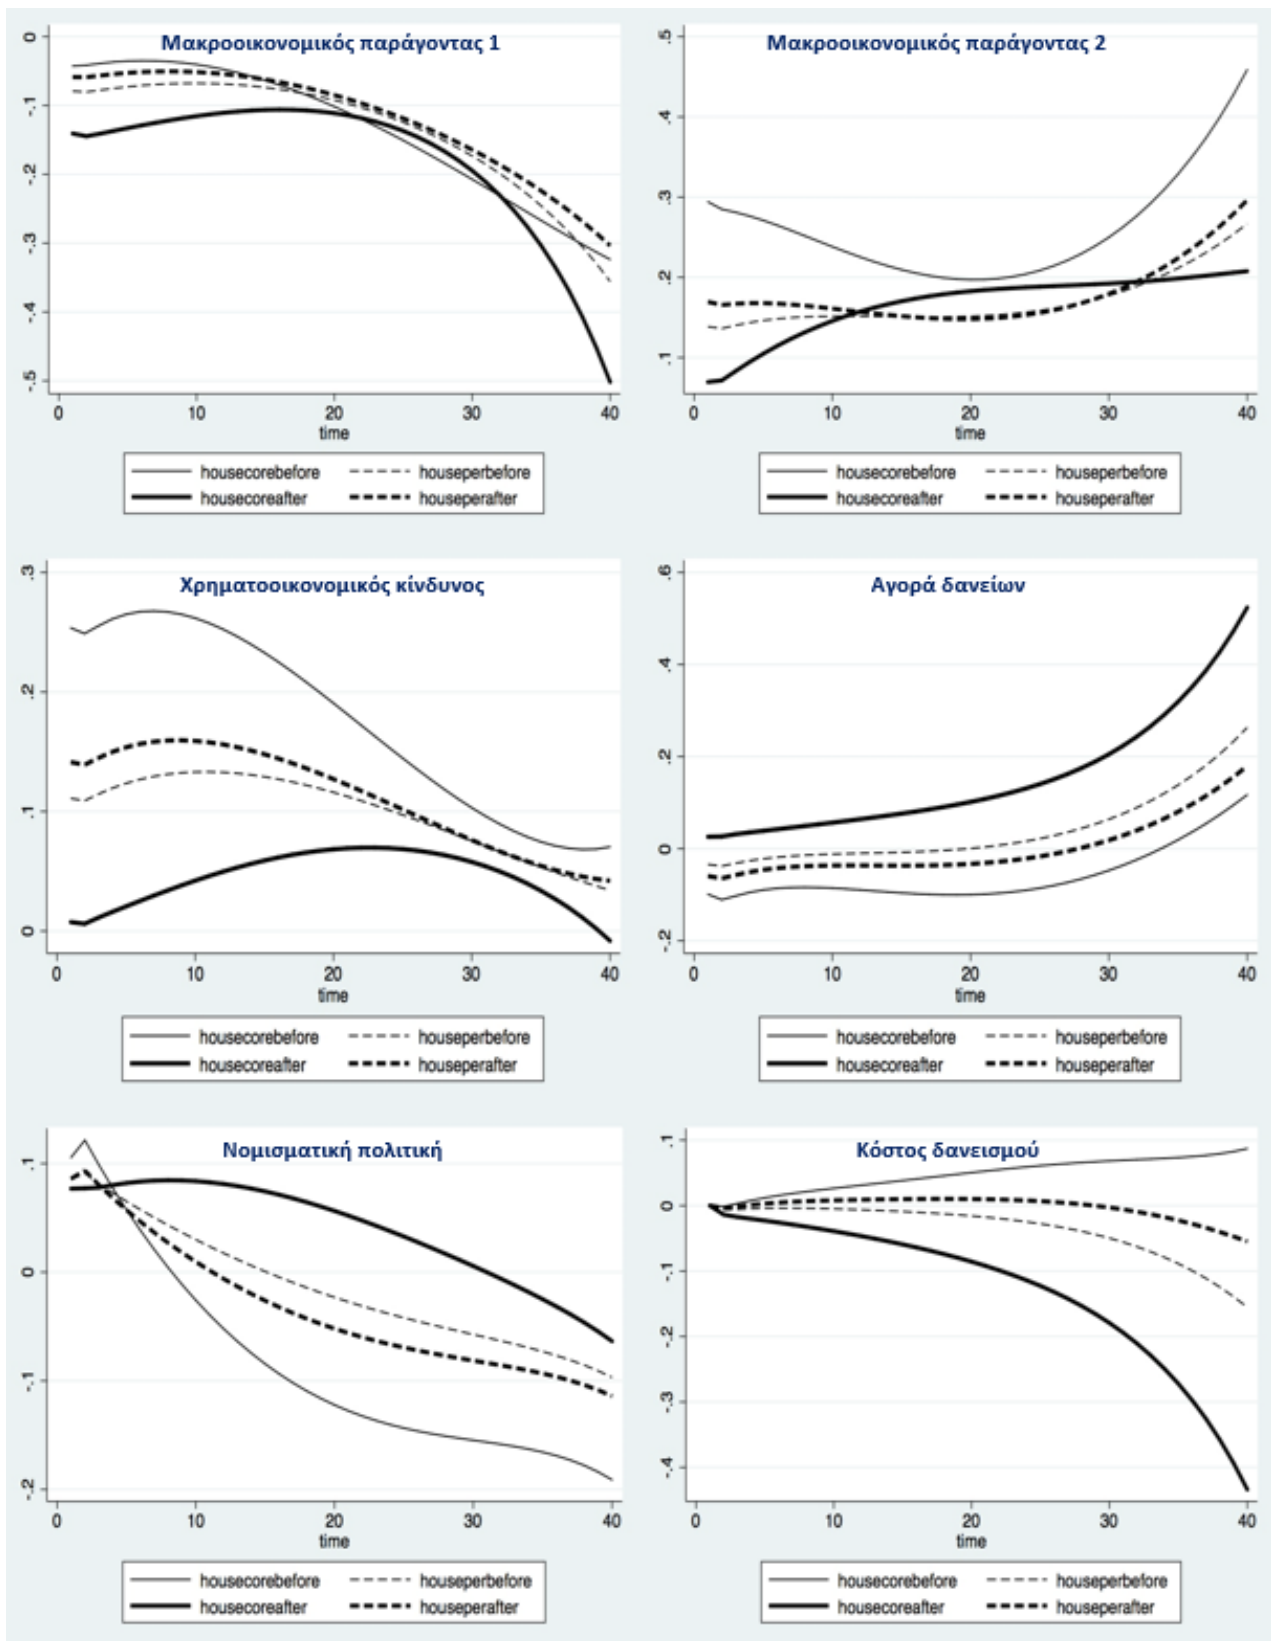 Μακροοικονομικός παράγοντας 1
0
-.1
-.2
-.3
-.4
-.5
0 10 20 30 40
time
housecorebefore houseperbefore
housecoreafter houseperafter
Μακροοικονομικός παράγοντας 2
.5
.4
.3
.2
.1
0 10 20 30 40
time
housecorebefore houseperbefore
housecoreafter houseperafter
Χρηματοοικονομικός κίνδυνος
.3
.2
.1
0
0 10 20 30 40
time
housecorebefore houseperbefore
housecoreafter houseperafter
Αγορά δανείων
.6
.4
.2
0
-.2
0 10 20 30 40
time
housecorebefore houseperbefore
housecoreafter houseperafter
Νομισματική πολιτική
.1
0
-.1
-.2
0 10 20 30 40
time
housecorebefore houseperbefore
housecoreafter houseperafter
Κόστος δανεισμού
.1
0
-.1
-.2
-.3
-.4
0 10 20 30 40
time
housecorebefore houseperbefore
housecoreafter houseperafter